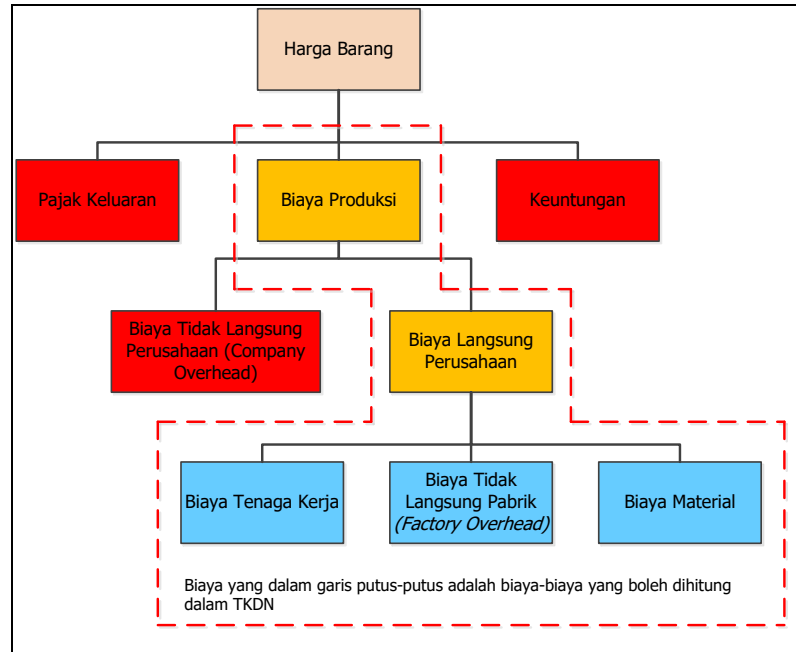 Harga Barang
Pajak Keluaran
Biaya Produksi
Keuntungan
Biaya Tidak Langsung
Perusahaan (Company
Overhead)
Biaya Langsung
Perusahaan
Biaya Tenaga Kerja
Biaya Tidak
Langsung Pabrik
(Factory Overhead)
Biaya Material
Biaya yang dalam garis putus-putus adalah biaya-biaya yang boleh dihitung
dalam TKDN